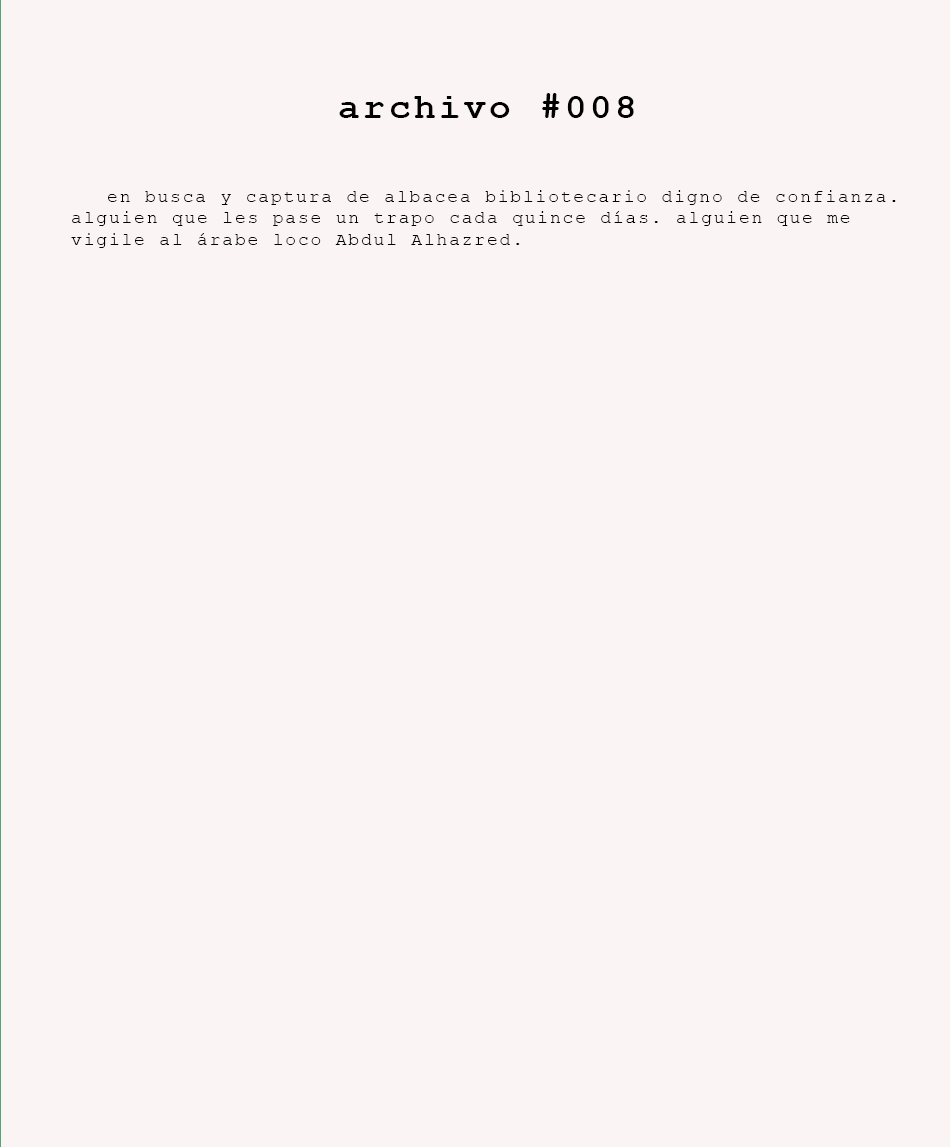 archivo #008
en busca y captura de albacea bibliotecario digno de confianza.
alguien que les pase un trapo cada quince días. alguien que me
vigile al árabe loco Abdul Alhazred.